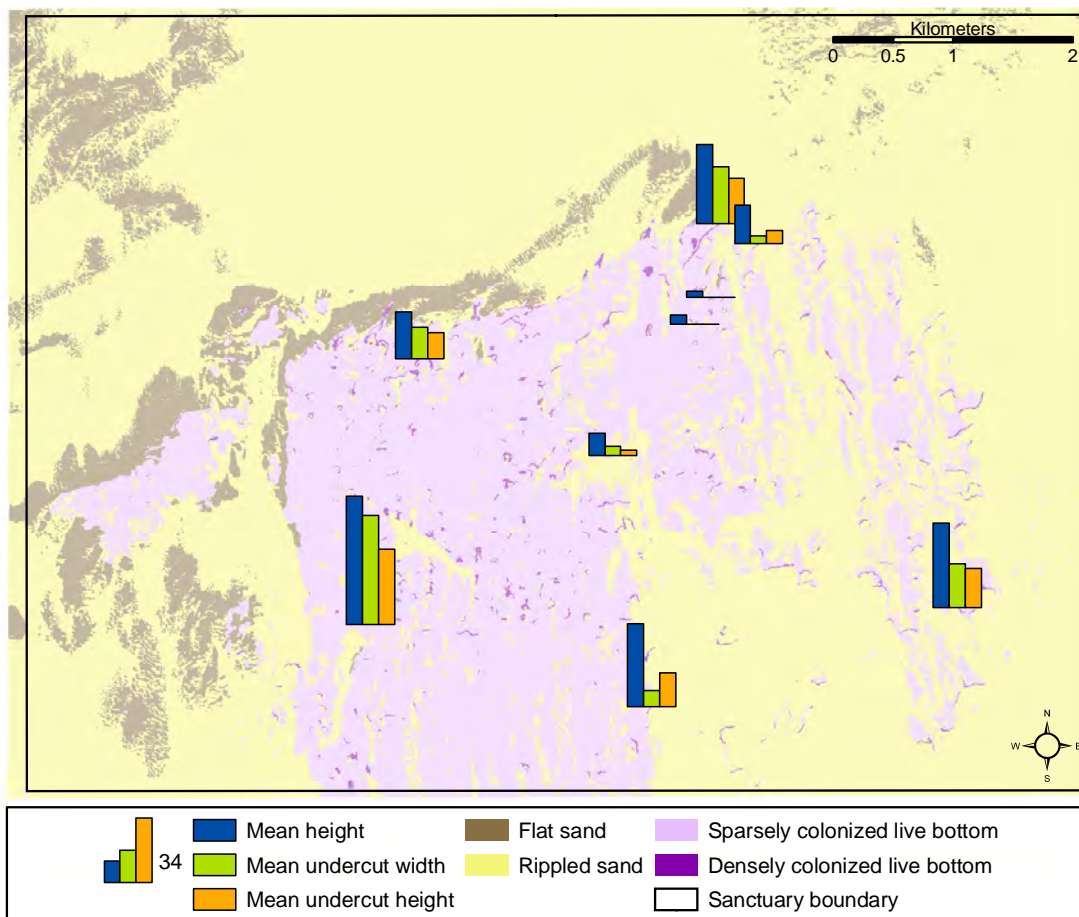 Kilometers
0 0.5 1 2
N
W E
S
34
Mean height
Mean undercut width
Mean undercut height
Flat sand
Rippled sand
Sparsely colonized live bottom
Densely colonized live bottom
Sanctuary boundary